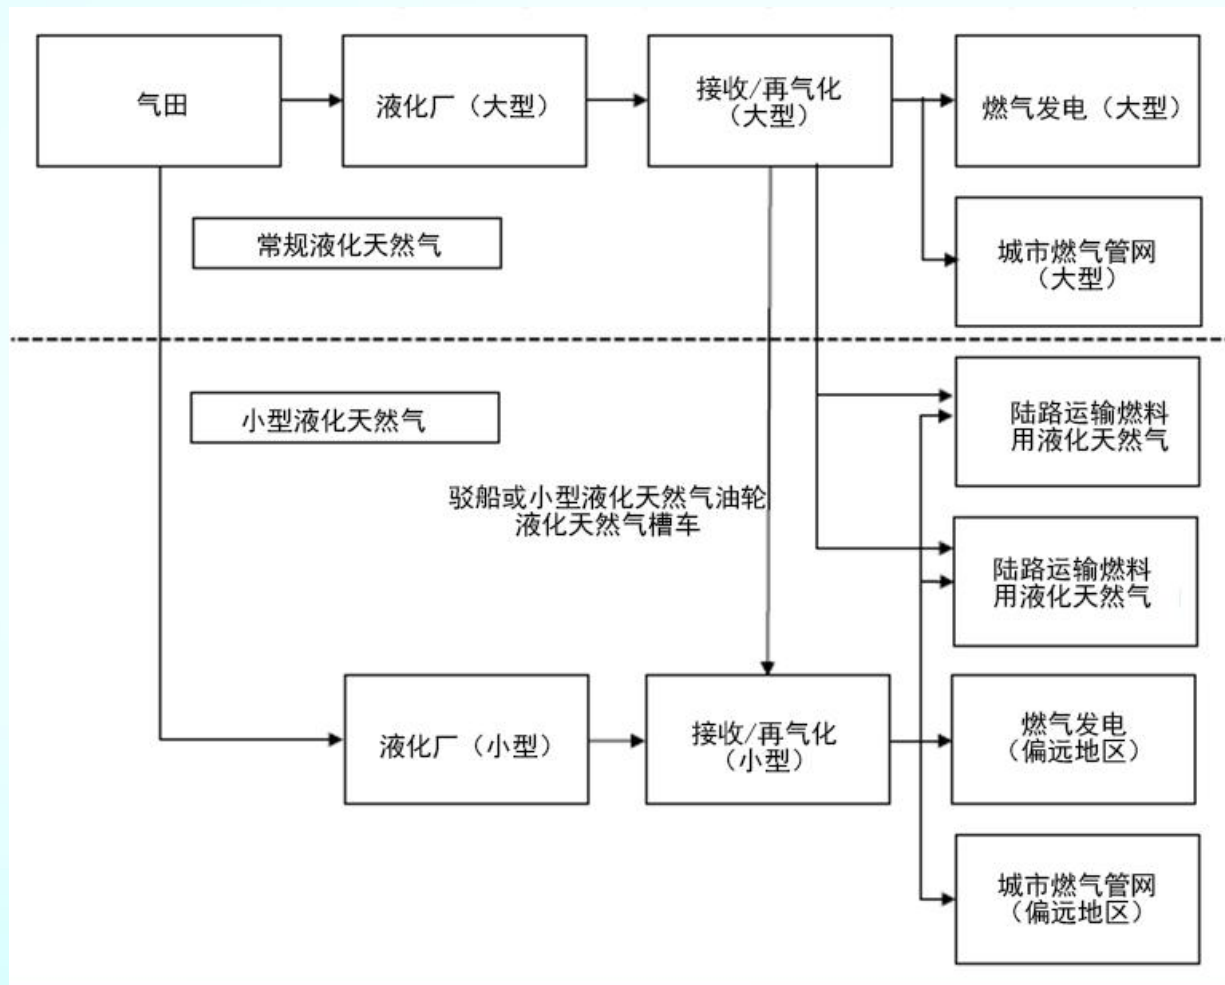 气田
液化厂（大型）
接收/再气化
（大型）
燃气发电（大型）
常规液化天然气
城市燃气管网
（大型）
小型液化天然气
陆路运输燃料
用液化天然气
驳船或小型液化天然气油轮
液化天然气槽车
陆路运输燃料
用液化天然气
液化厂（小型）
接收/再气化
（小型）
燃气发电
（偏远地区）
城市燃气管网
（偏远地区）